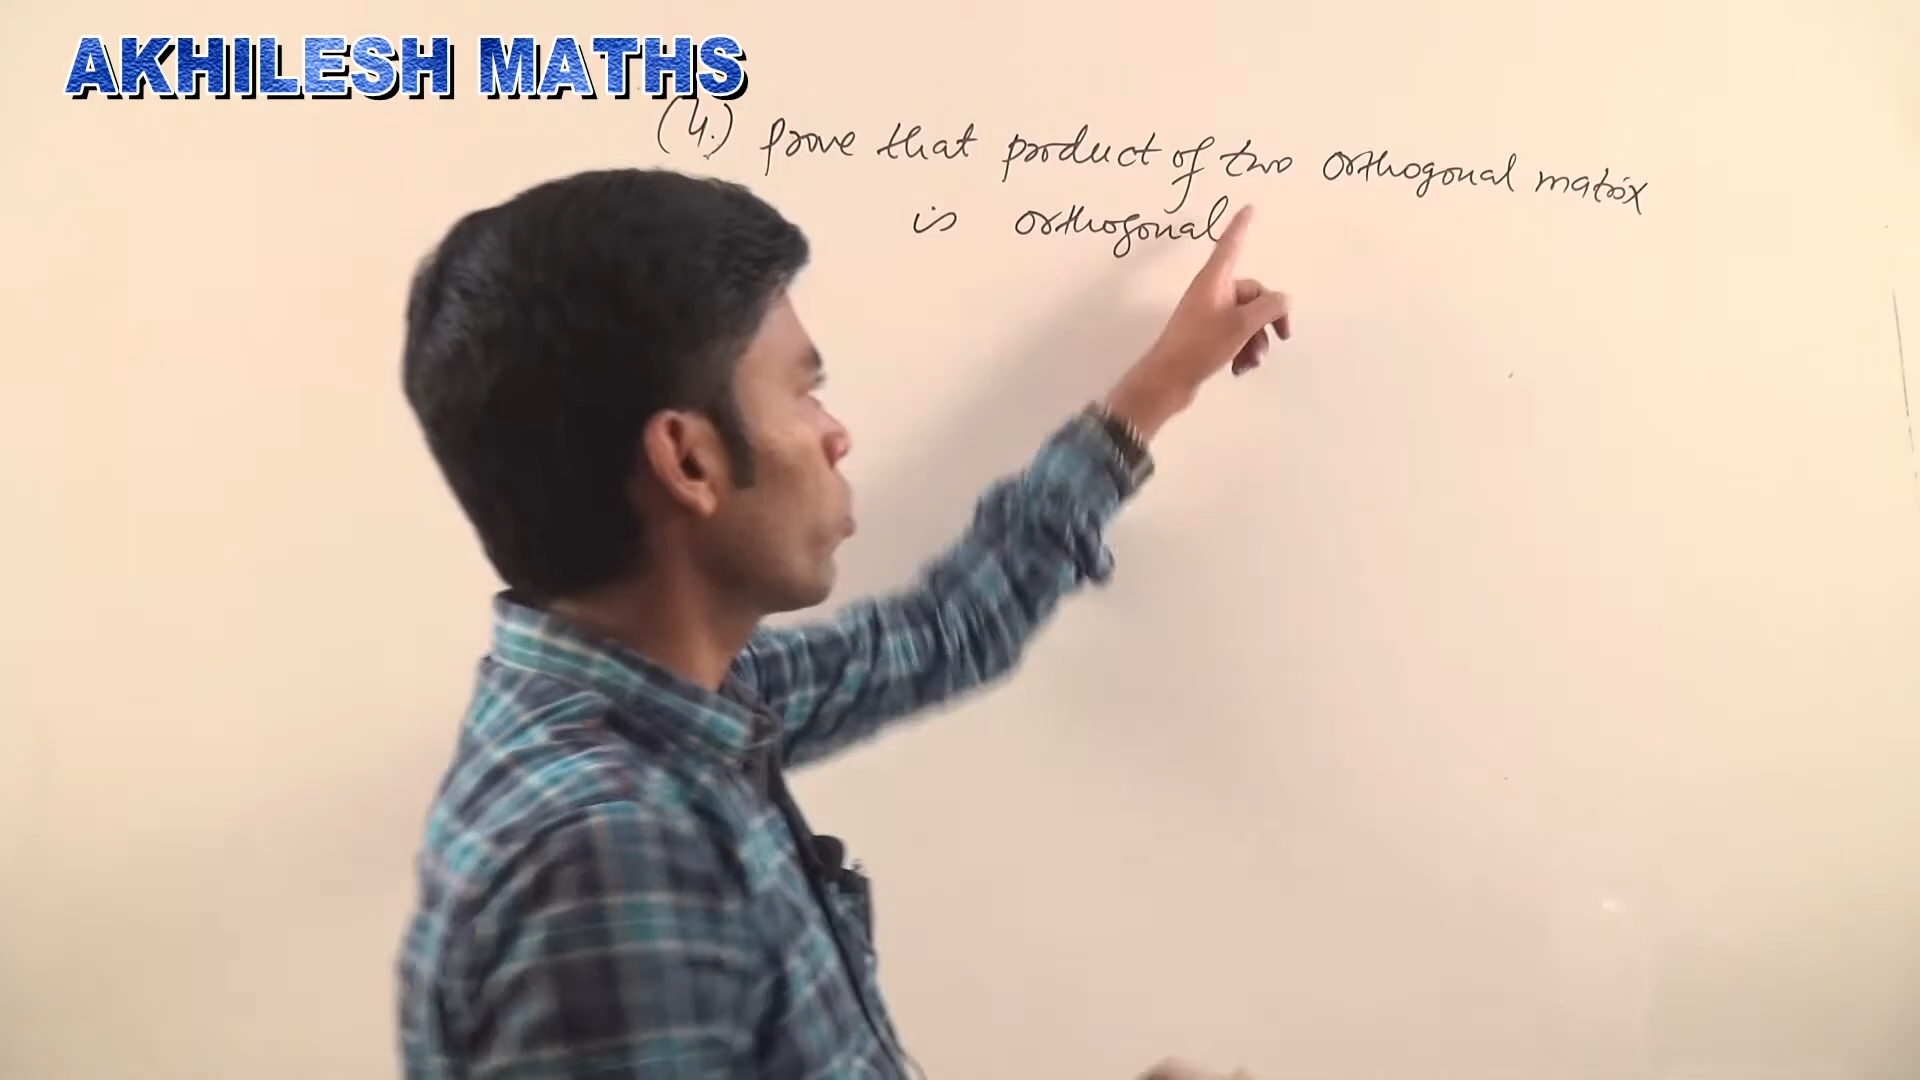 AKHILESH MATHS
(4.) prove that product of two orthogonal matrix
is orthogonal